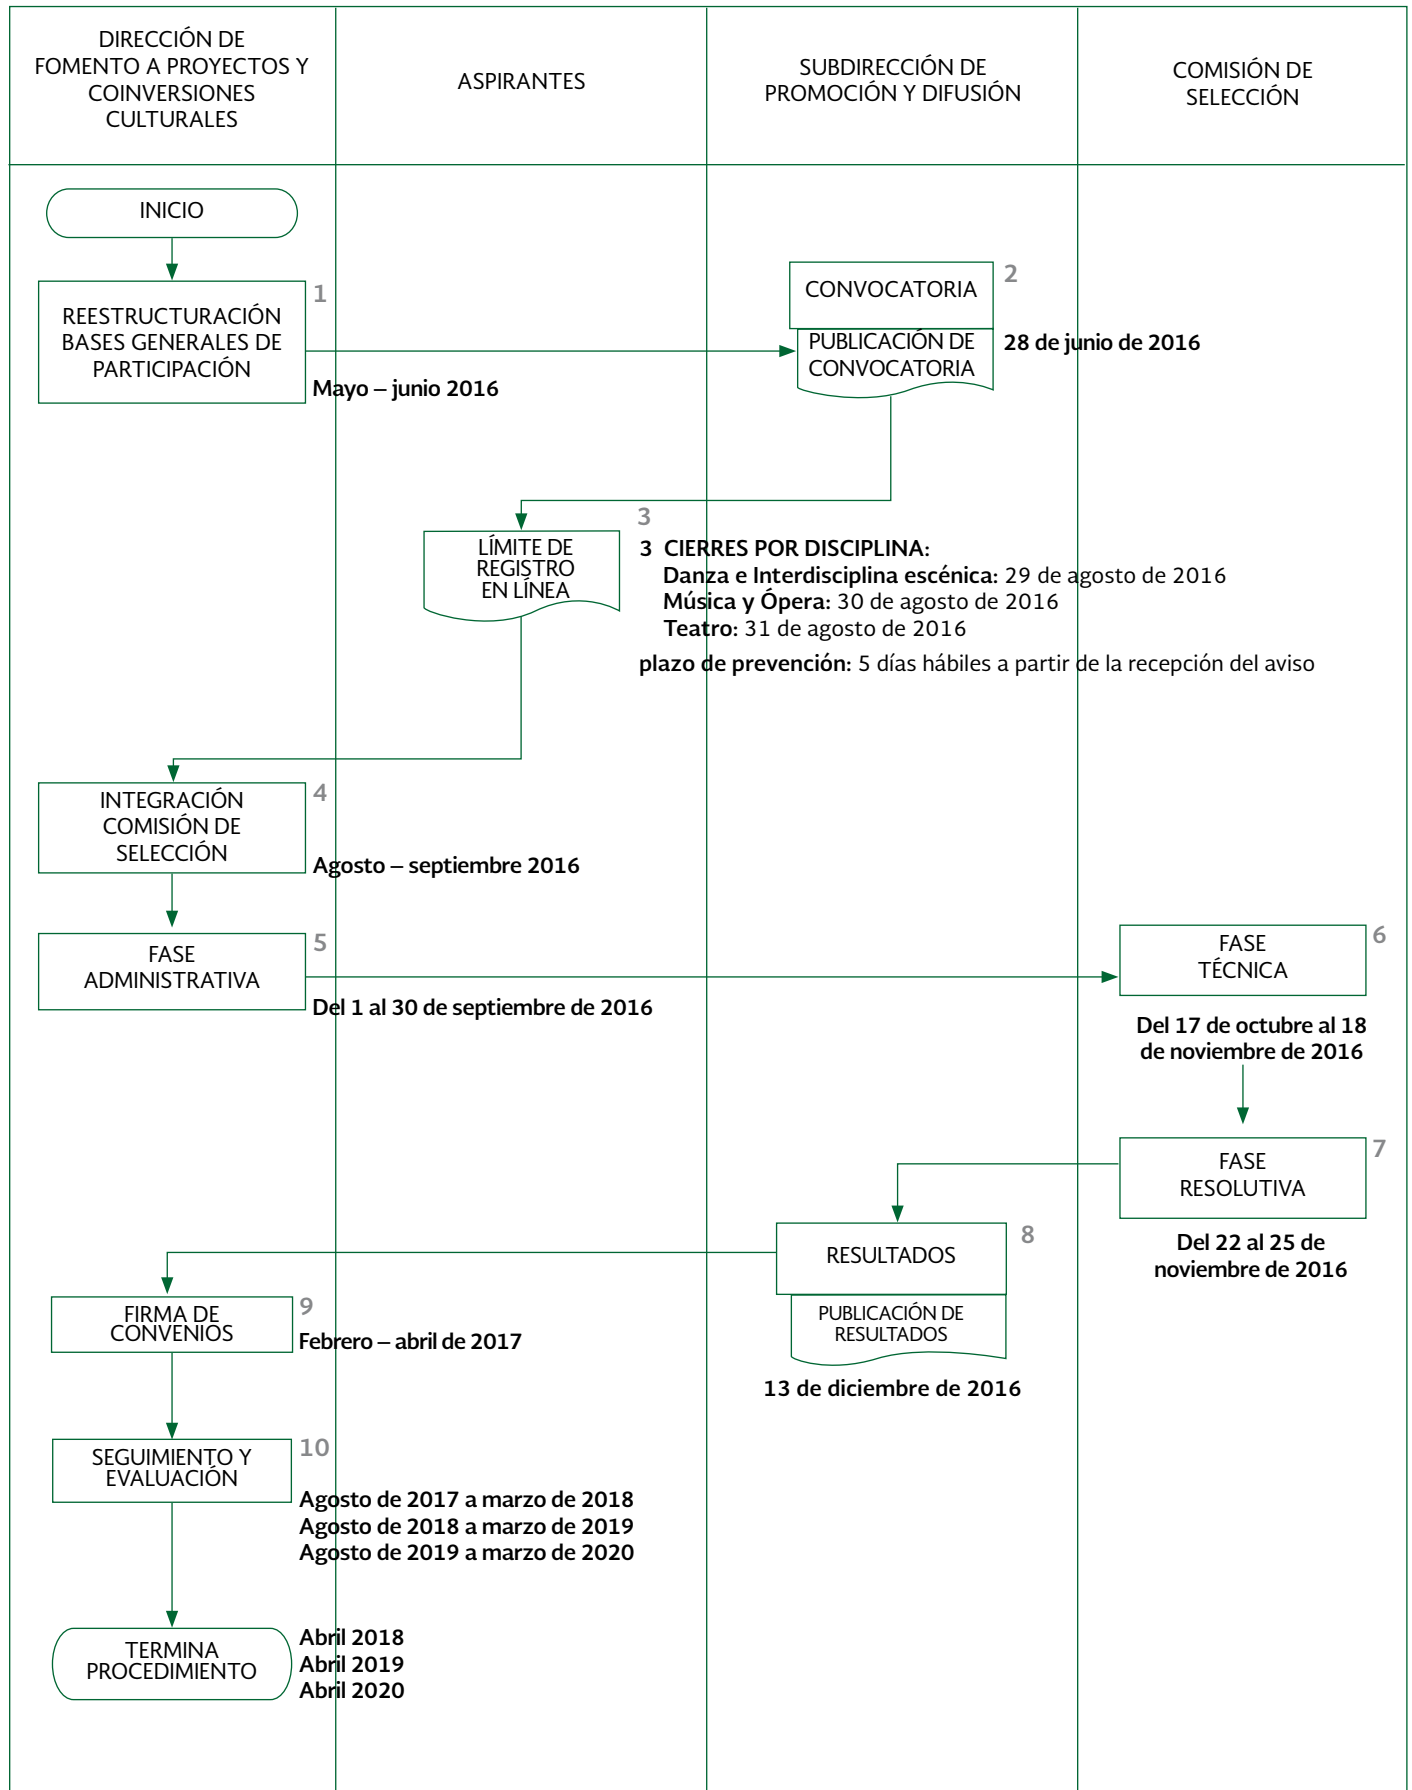 DIRECCIÓN DE
FOMENTO A PROYECTOS Y
COINVERSIONES
CULTURALES
ASPIRANTES
SUBDIRECCIÓN DE
PROMOCIÓN Y DIFUSIÓN
COMISIÓN DE
SELECCIÓN
INICIO
1
REESTRUCTURACIÓN
BASES GENERALES DE
PARTICIPACIÓN
Mayo – junio 2016
2
CONVOCATORIA
PUBLICACIÓN DE
CONVOCATORIA
28 de junio de 2016
3
LÍMITE DE
REGISTRO
EN LÍNEA
3 CIERRES POR DISCIPLINA:
Danza e Interdisciplina escénica: 29 de agosto de 2016
Música y Ópera: 30 de agosto de 2016
Teatro: 31 de agosto de 2016
plazo de prevención: 5 días hábiles a partir de la recepción del aviso
4
INTEGRACIÓN
COMISIÓN DE
SELECCIÓN
Agosto – septiembre 2016
5
FASE
ADMINISTRATIVA
Del 1 al 30 de septiembre de 2016
6
FASE
TÉCNICA
Del 17 de octubre al 18
de noviembre de 2016
7
FASE
RESOLUTIVA
Del 22 al 25 de
noviembre de 2016
8
RESULTADOS
PUBLICACIÓN DE
RESULTADOS
13 de diciembre de 2016
9
FIRMA DE
CONVENIOS
Febrero – abril de 2017
10
SEGUIMIENTO Y
EVALUACIÓN
Agosto de 2017 a marzo de 2018
Agosto de 2018 a marzo de 2019
Agosto de 2019 a marzo de 2020
TERMINA
PROCEDIMIENTO
Abril 2018
Abril 2019
Abril 2020